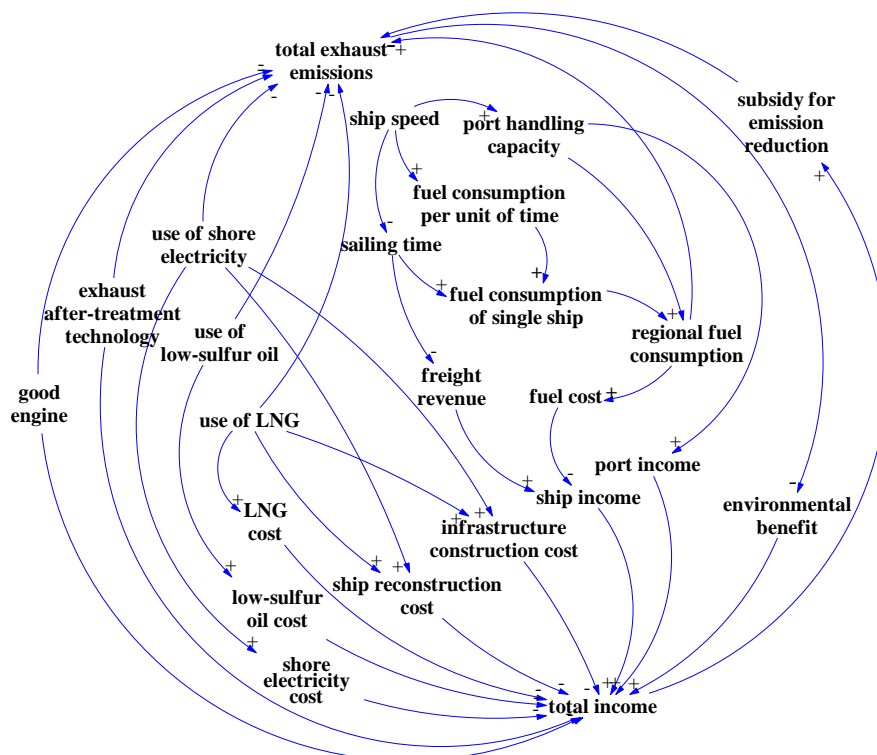 total exhaust
emissions
ship speed
port handling
capacity
subsidy for
emission
reduction
fuel consumption
per unit of time
use of shore
electricity
sailing time
exhaust
after-treatment
technology
fuel consumption
of single ship
use of
low-sulfur oil
regional fuel
consumption
good
engine
freight
revenue
fuel cost
use of LNG
port income
LNG
cost
ship income
environmental
benefit
infrastructure
construction cost
ship reconstruction
cost
low-sulfur
oil cost
shore
electricity
cost
total income